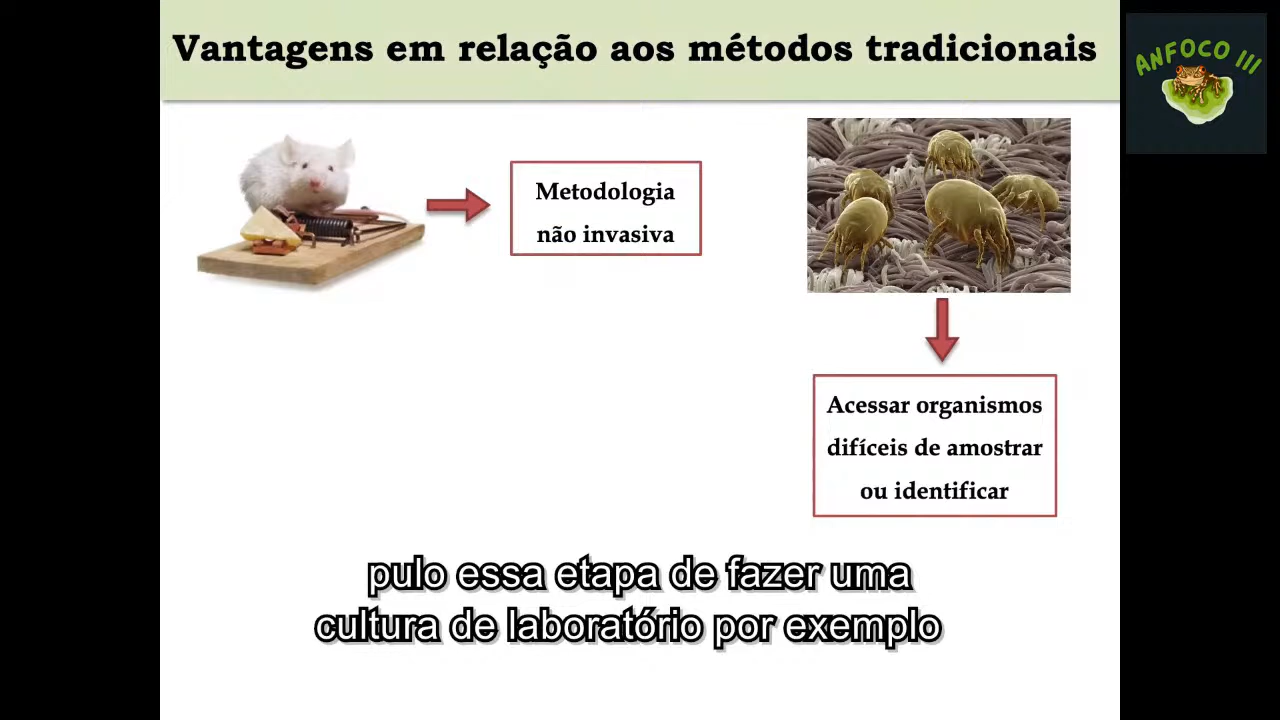 Vantagens em relação aos métodos tradicionais
ANFOCO III
Metodologia
não invasiva
Acessar organismos
difíceis de amostrar
ou identificar
pulo essa etapa de fazer uma
cultura de laboratório por exemplo